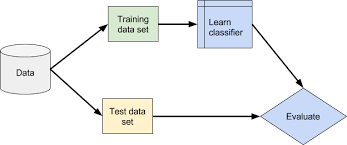 Training
data set
Learn
classifier
Data
Test data
set
Evaluate